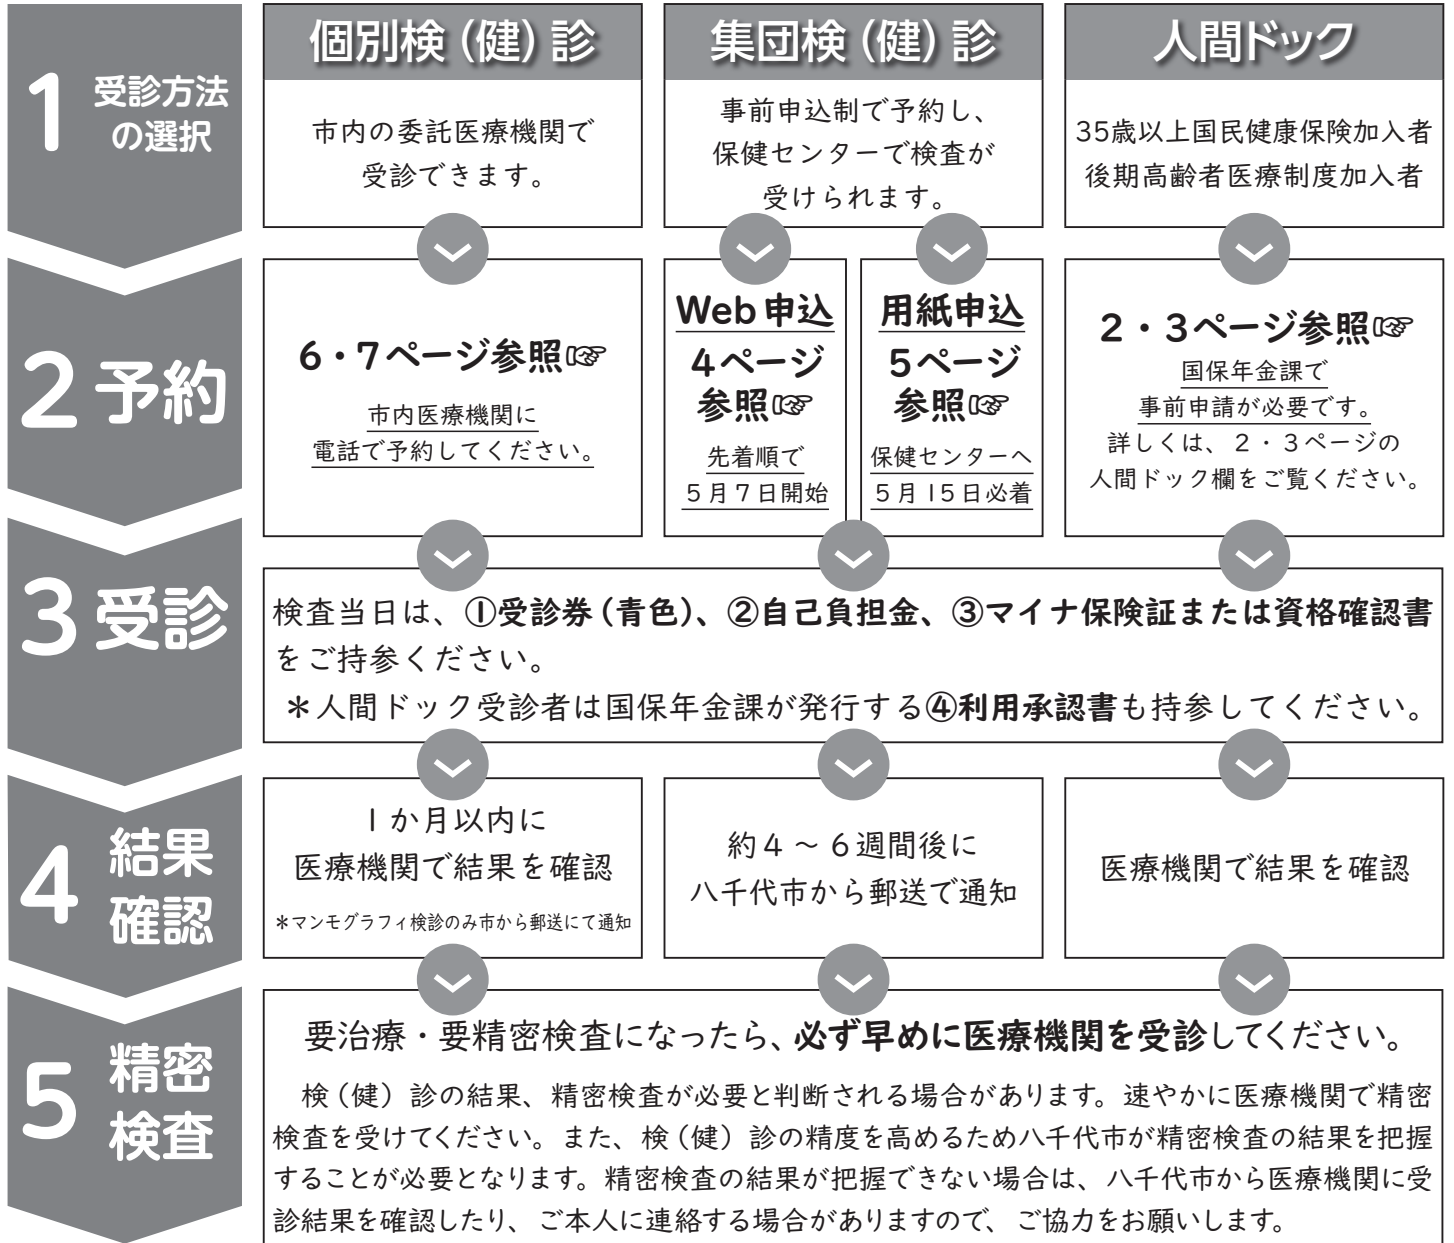 1 受診方法
の選択
個別検（健）診
市内の委託医療機関で
受診できます。
集団検（健）診
事前申込制で予約し、
保健センターで検査が
受けられます。
人間ドック
35歳以上国民健康保険加入者
後期高齢者医療制度加入者
2 予約
6・7ページ参照☞
市内医療機関に
電話で予約してください。
Web申込
4ページ
参照☞
先着順で
5月7日開始
用紙申込
5ページ
参照☞
保健センターへ
5月15日必着
2・3ページ参照☞
国保年金課で
事前申請が必要です。
詳しくは、2・3ページの
人間ドック欄をご覧ください。
3 受診
検査当日は、①受診券（青色）、②自己負担金、③マイナ保険証または資格確認書
をご持参ください。
＊人間ドック受診者は国保年金課が発行する④利用承認書も持参してください。
4 結果
確認
1か月以内に
医療機関で結果を確認
＊マンモグラフィ検診のみ市から郵送にて通知
約4～6週間後に
八千代市から郵送で通知
医療機関で結果を確認
5 精密
検査
要治療・要精密検査になったら、必ず早めに医療機関を受診してください。
検（健）診の結果、精密検査が必要と判断される場合があります。速やかに医療機関で精密
検査を受けてください。また、検（健）診の精度を高めるため八千代市が精密検査の結果を把握
することが必要となります。精密検査の結果が把握できない場合は、八千代市から医療機関に受
診結果を確認したり、ご本人に連絡する場合がありますので、ご協力をお願いします。